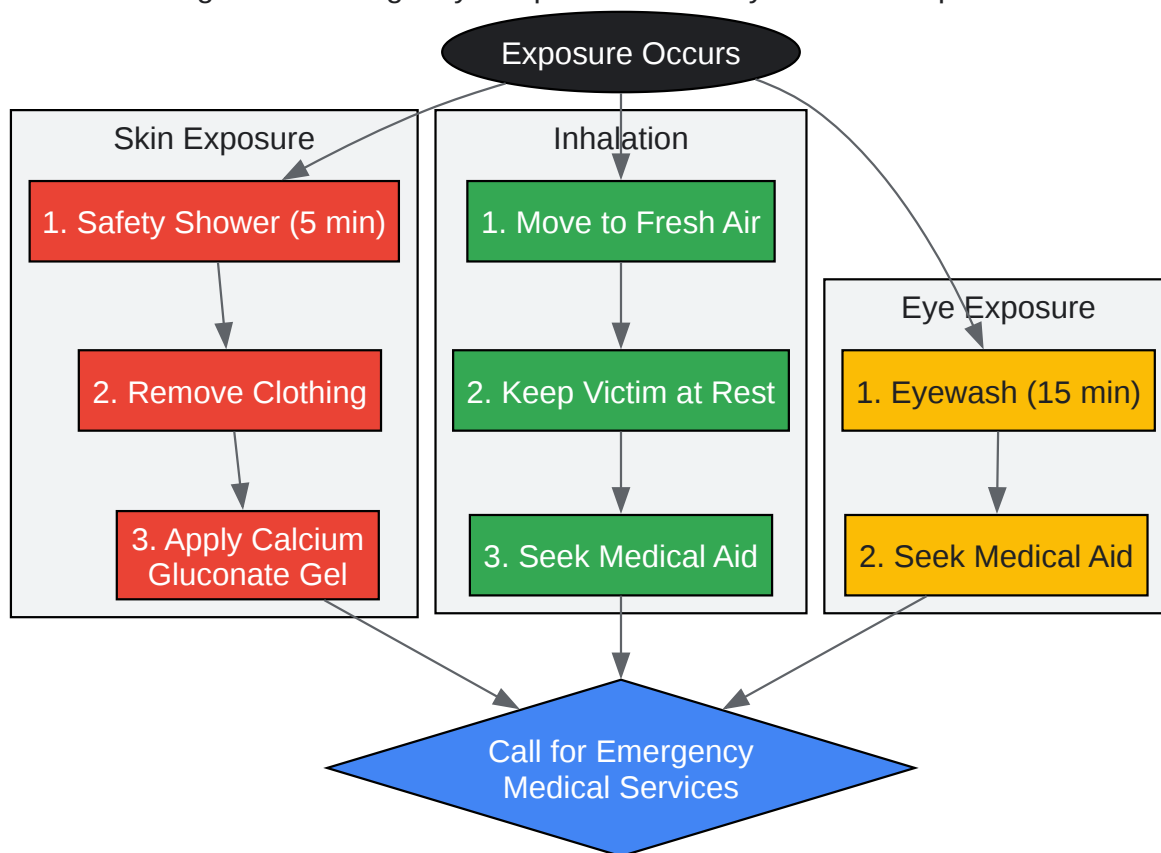 Exposure Occurs
Skin Exposure
1. Safety Shower (5 min)
2. Remove Clothing
3. Apply Calcium
Gluconate Gel
Inhalation
1. Move to Fresh Air
2. Keep Victim at Rest
3. Seek Medical Aid
Eye Exposure
1. Eyewash (15 min)
2. Seek Medical Aid
Call for Emergency
Medical Services